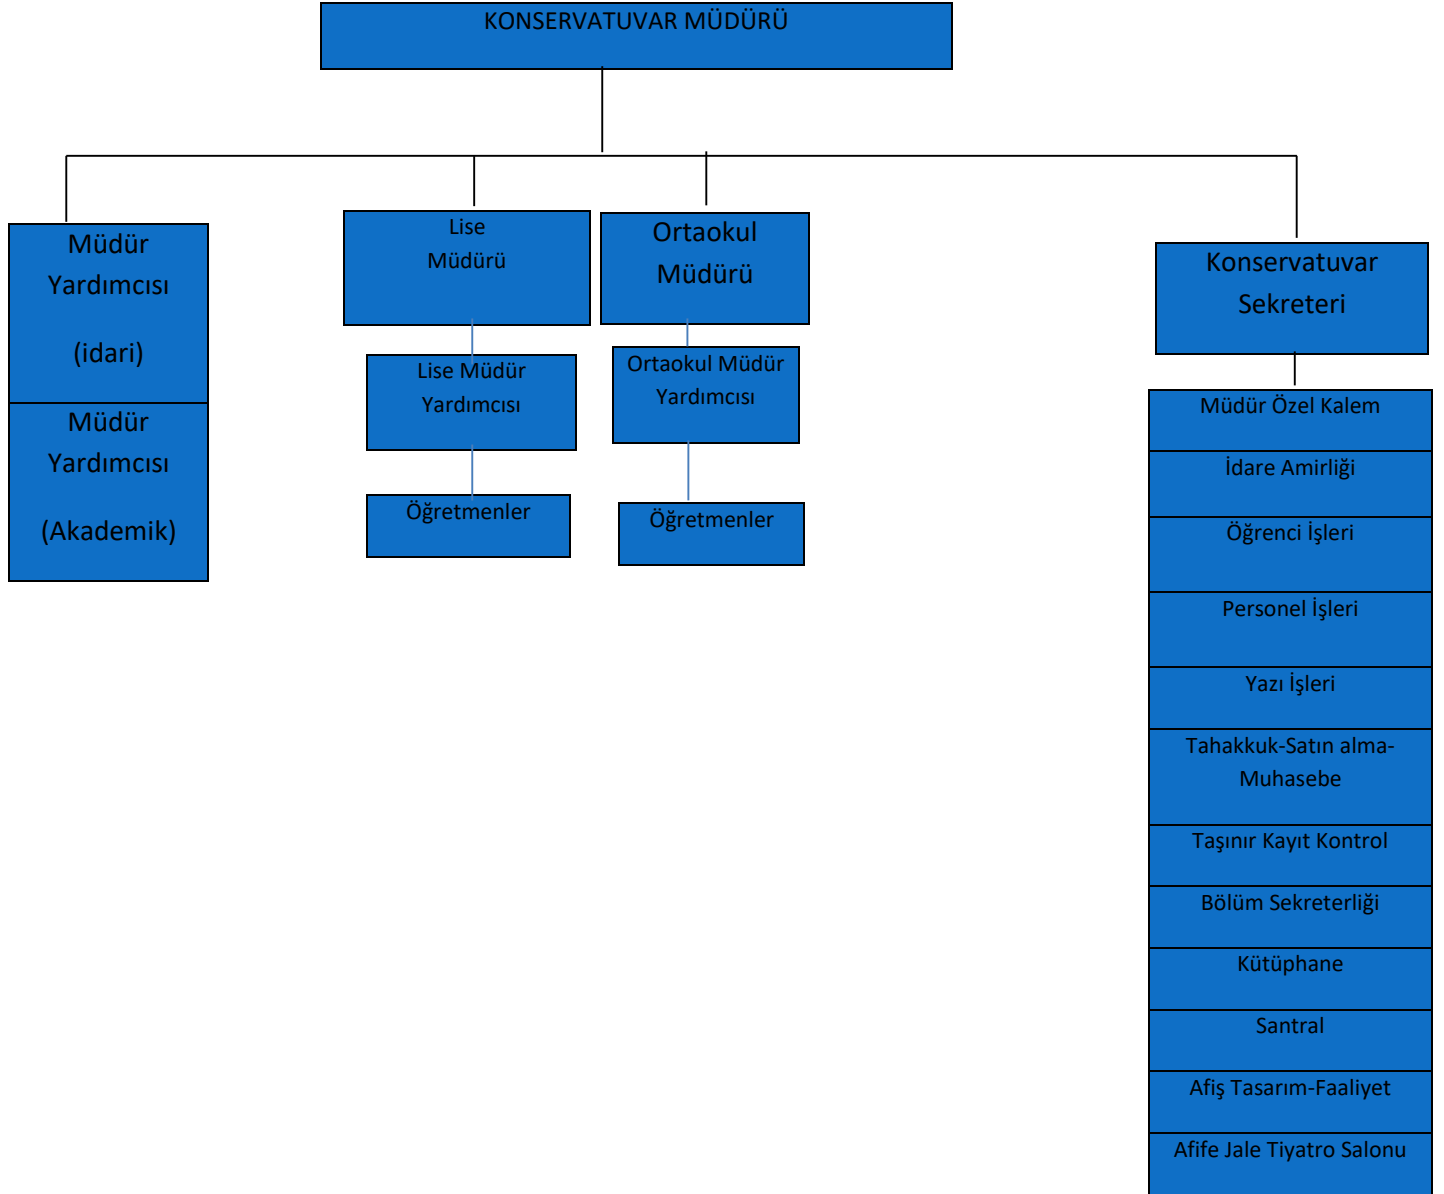 KONSERVATUVAR MÜDÜRÜ
Müdür
Yardımcısı
(idari)
Müdür
Yardımcısı
(Akademik)
Lise
Müdürü
Lise Müdür
Yardımcısı
Öğretmenler
Ortaokul
Müdürü
Ortaokul Müdür
Yardımcısı
Öğretmenler
Konservatuvar
Sekreteri
Müdür Özel Kalem
İdare Amirliği
Öğrenci İşleri
Personel İşleri
Yazı İşleri
Tahakkuk-Satın alma-
Muhasebe
Taşınır Kayıt Kontrol
Bölüm Sekreterliği
Kütüphane
Santral
Afiş Tasarım-Faaliyet
Afife Jale Tiyatro Salonu